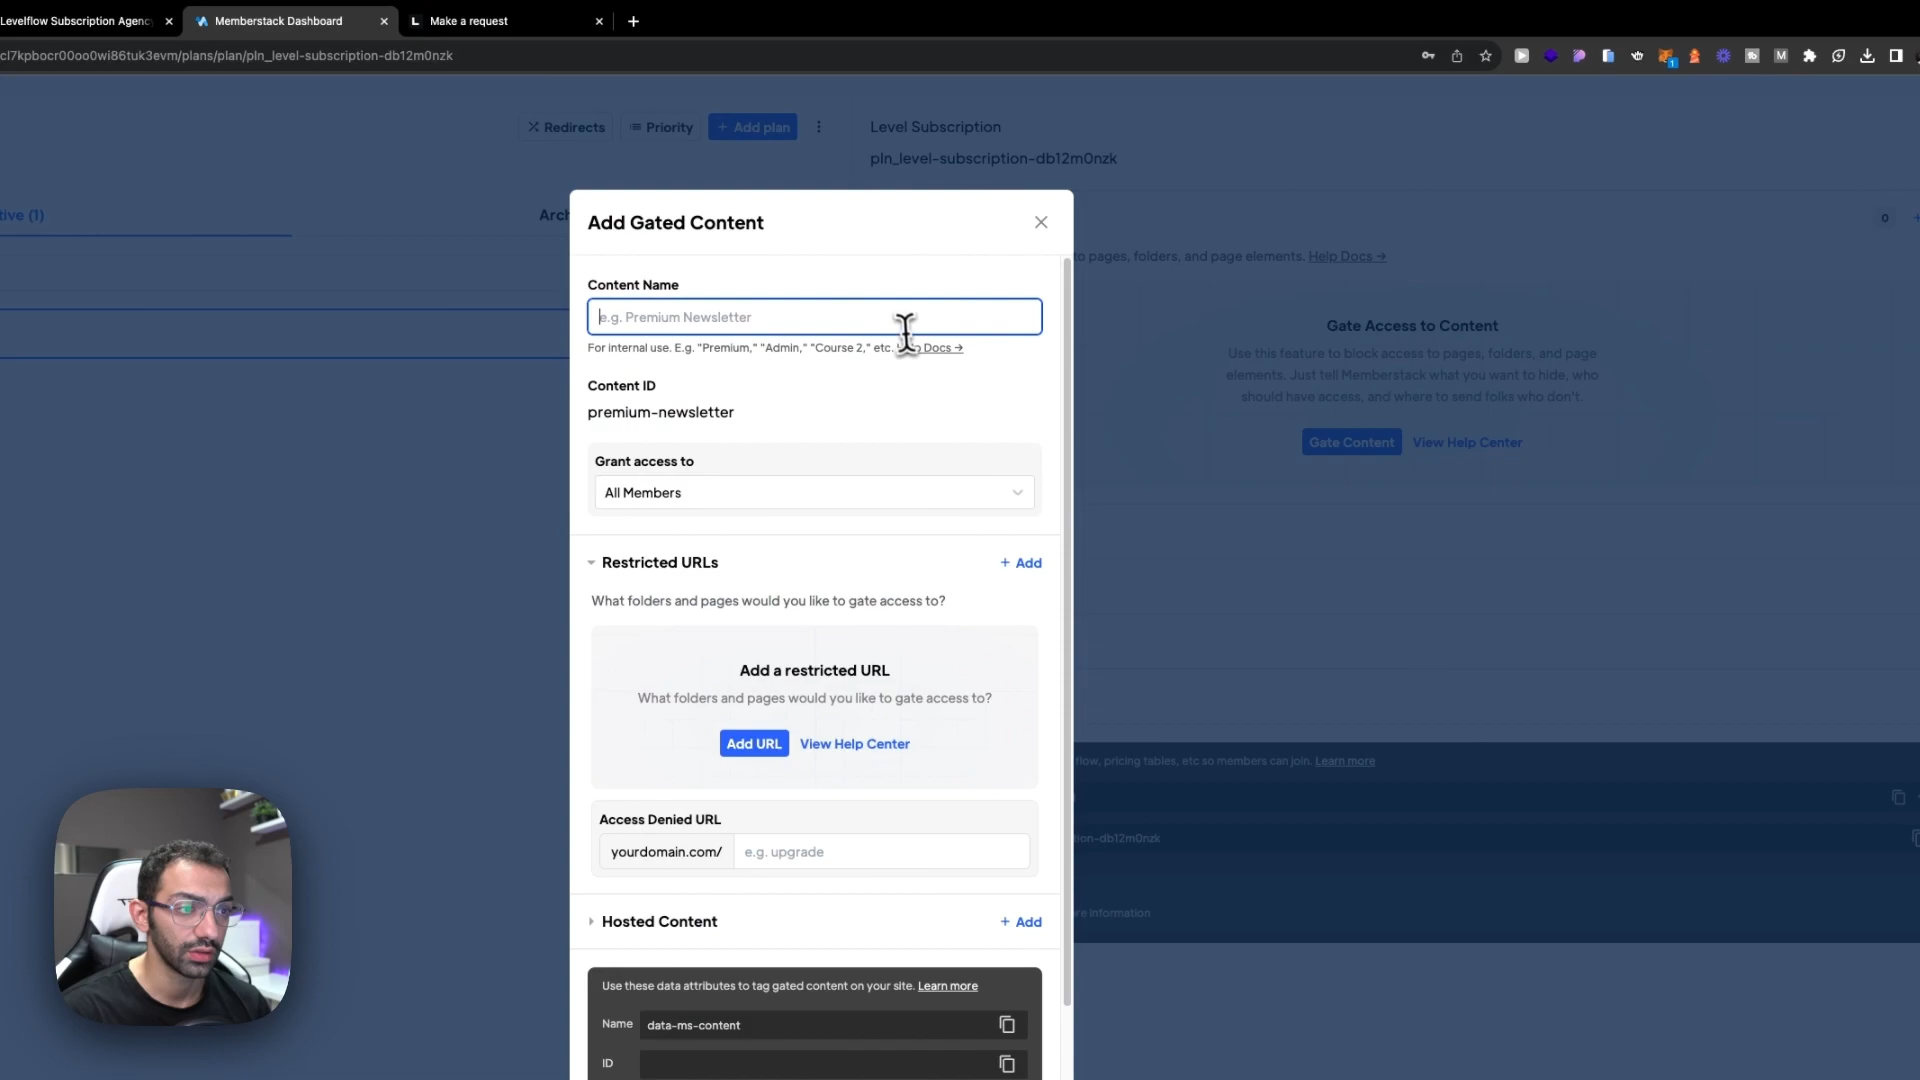 Levelflow Subscription Agency
Memberstack Dashboard
L Make a request
cl7kpbocr00oo0wi86tuk3evm/plans/plan/pln_level-subscription-db12m0nzk
1
M
Redirects
Priority
+ Add plan
Level Subscription
pln_level-subscription-db12m0nzk
tive (1)
Arch
0
Add Gated Content
Content Name
e.g. Premium Newsletter
For internal use. E.g. "Premium," "Admin," "Course 2," etc. Docs →
Content ID
premium-newsletter
Grant access to
All Members
Restricted URLs
+ Add
What folders and pages would you like to gate access to?
Add a restricted URL
What folders and pages would you like to gate access to?
Add URL View Help Center
Access Denied URL
yourdomain.com/ e.g. upgrade
Hosted Content
+ Add
Use these data attributes to tag gated content on your site. Learn more
Name data-ms-content
ID
to pages, folders, and page elements. Help Docs →
Gate Access to Content
Use this feature to block access to pages, folders, and page
elements. Just tell Memberstack what you want to hide, who
should have access, and where to send folks who don't.
Gate Content View Help Center
flow, pricing tables, etc so members can join. Learn more
ion-db12m0nzk
re information